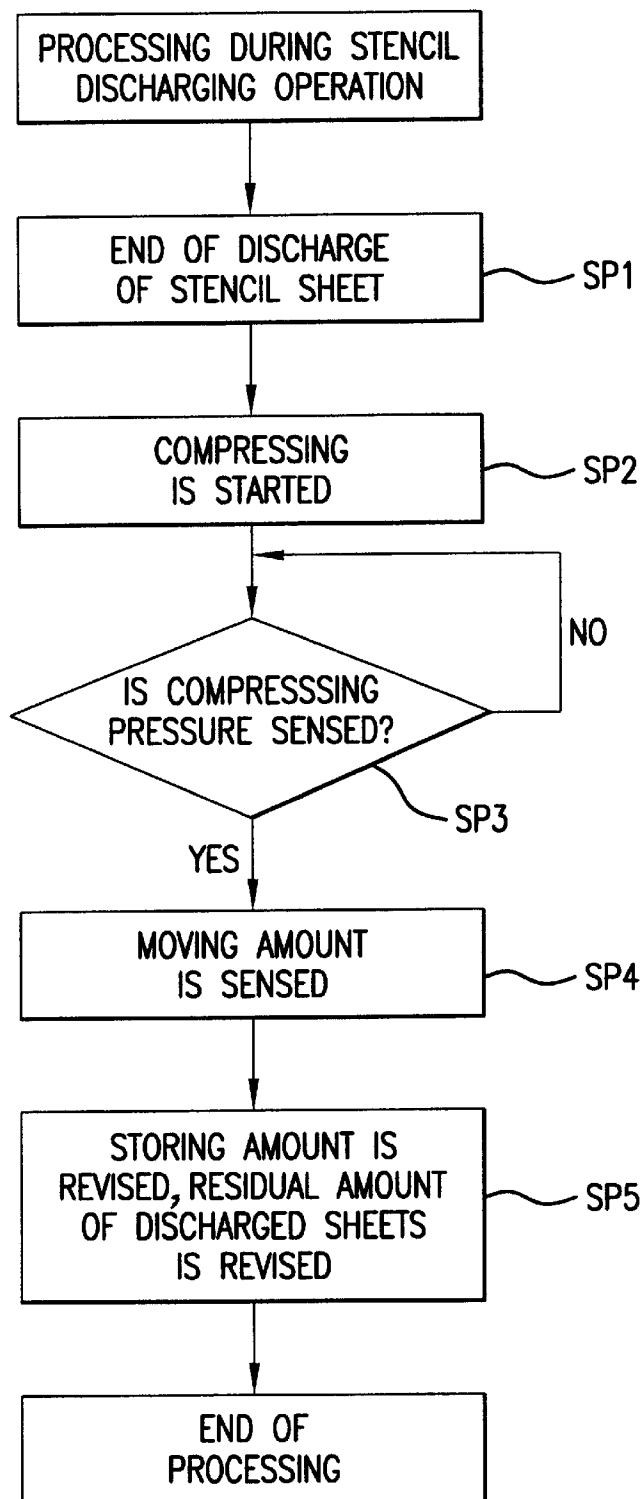 PROCESSING DURING STENCIL
DISCHARGING OPERATION
END OF DISCHARGE
OF STENCIL SHEET
SP1
COMPRESSING
IS STARTED
SP2
NO
IS COMPRESSSING
PRESSURE SENSED?
SP3
YES
MOVING AMOUNT
IS SENSED
SP4
STORING AMOUNT IS
REVISED, RESIDUAL AMOUNT
OF DISCHARGED SHEETS
IS REVISED
SP5
END OF
PROCESSING